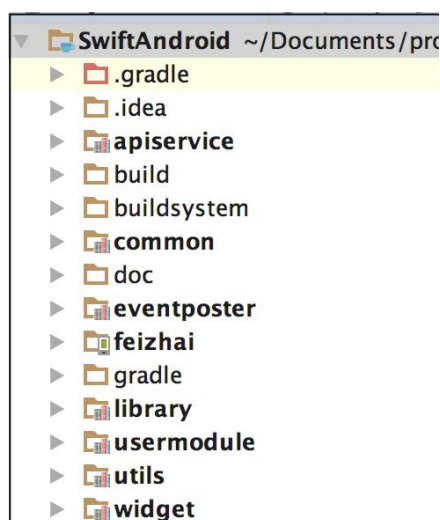 SwiftAndroid ~/Documents/pro
.gradle
.idea
apiservice
build
buildsystem
common
doc
eventposter
feizhai
gradle
library
usermodule
utils
widget